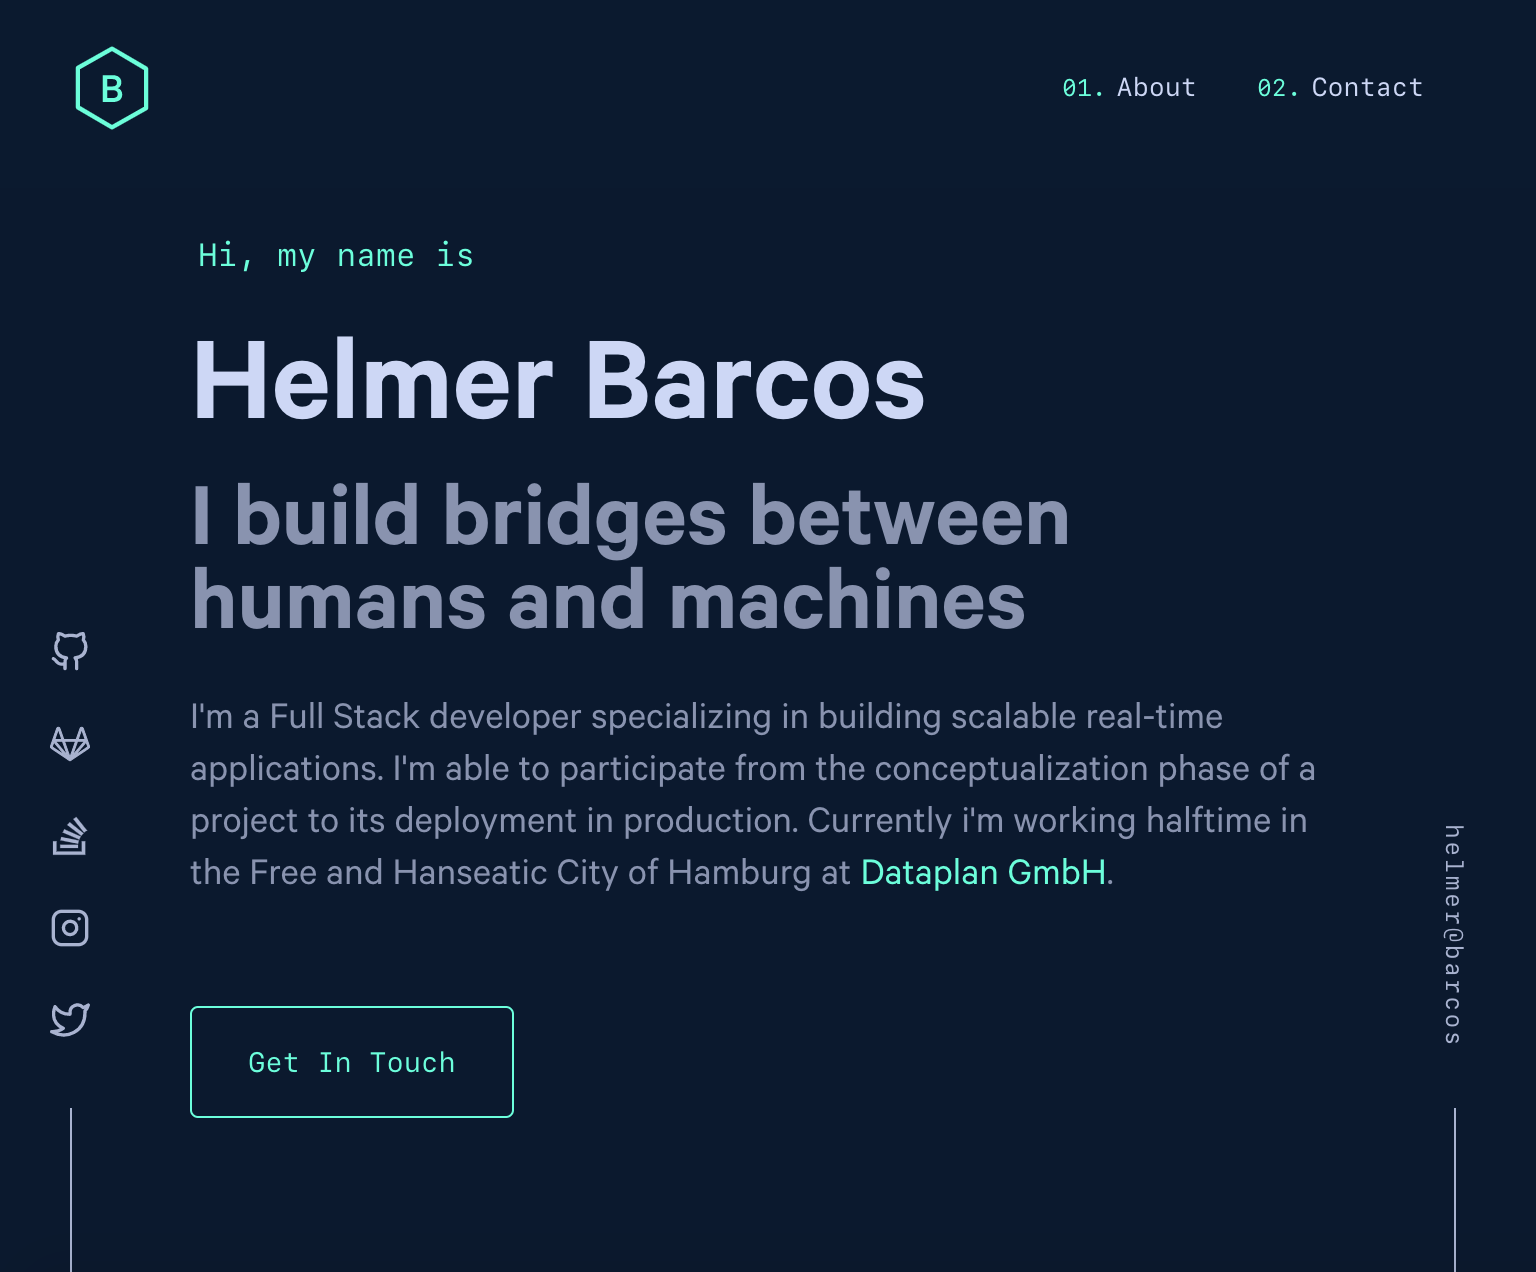 B
01. About
02. Contact
Hi, my name is
Helmer Barcos
I build bridges between
humans and machines
I'm a Full Stack developer specializing in building scalable real-time
applications. I'm able to participate from the conceptualization phase of a
project to its deployment in production. Currently i'm working halftime in
the Free and Hanseatic City of Hamburg at Dataplan GmbH.
Get In Touch
helmer@barcos